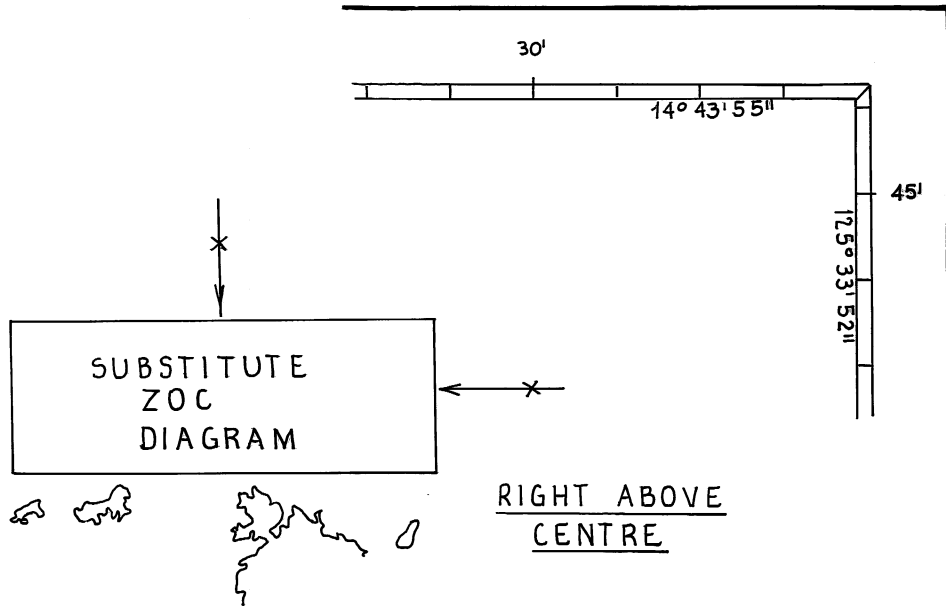 30'
14° 43' 55"
45'
125° 33' 52"
SUBSTITUTE
ZOC
DIAGRAM
RIGHT ABOVE
CENTRE